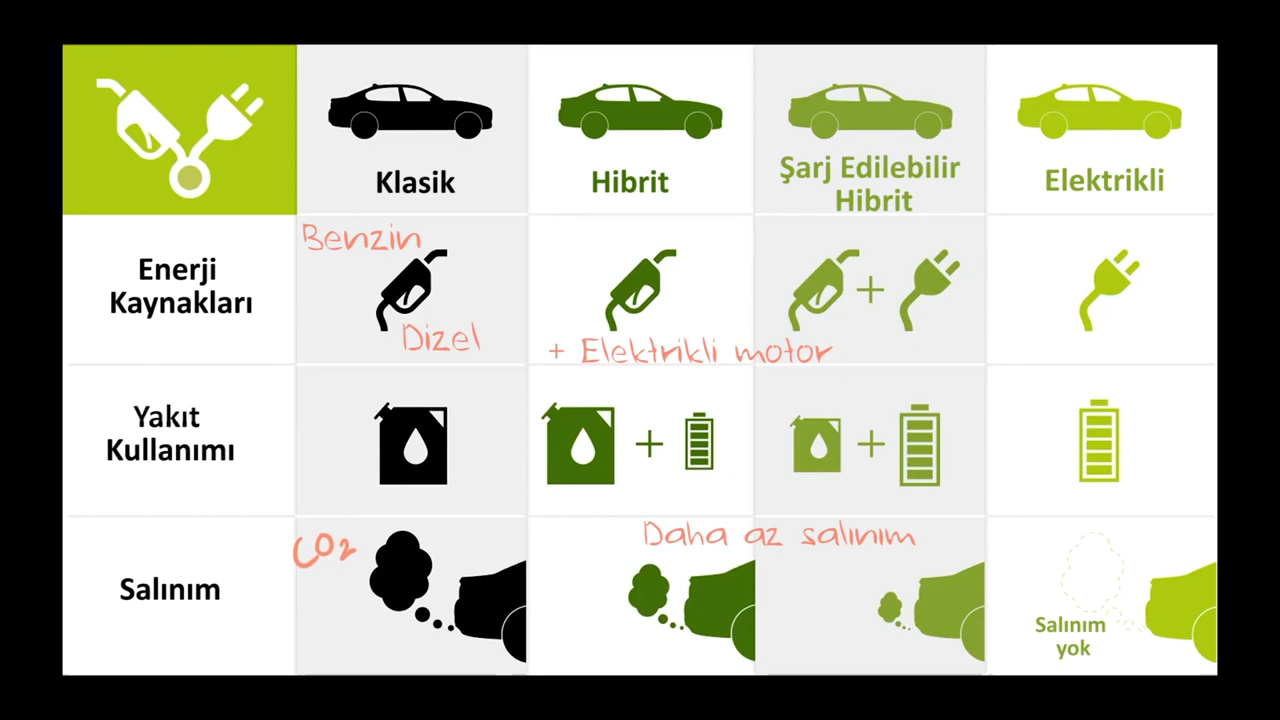 Klasik
Hibrit
Şarj Edilebilir
Hibrit
Elektrikli
Enerji
Kaynakları
Benzin
Dizel
+ Elektrikli motor
+
Yakıt
Kullanımı
+
+
Salınım
CO2
Daha az salınım
Salınım
yok